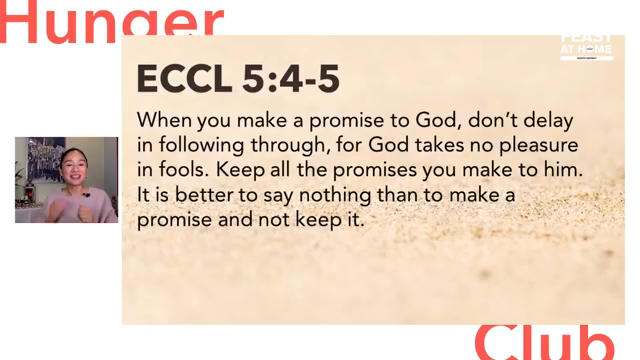 Hunger
FEAST
AT HOME
ECCL 5:4-5
When you make a promise to God, don't delay
in following through, for God takes no pleasure
in fools. Keep all the promises you make to him.
It is better to say nothing than to make a
promise and not keep it.
Club